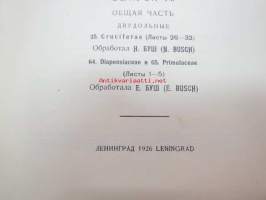 ОБЩАЯ ЧАСТЬ
ДВУДОЛЬНЫЕ
25. Cruciferae (Листы 26—33)
Обработал Н. БУШ (N. BUSCH)
64. Diapensiaceae и 65. Primulaceae
(Листы 1—5)
Обработала Е. БУШ (E. BUSCH)
ЛЕНИНГРАД 1926 LENINGRAD
antikvariaatti.net